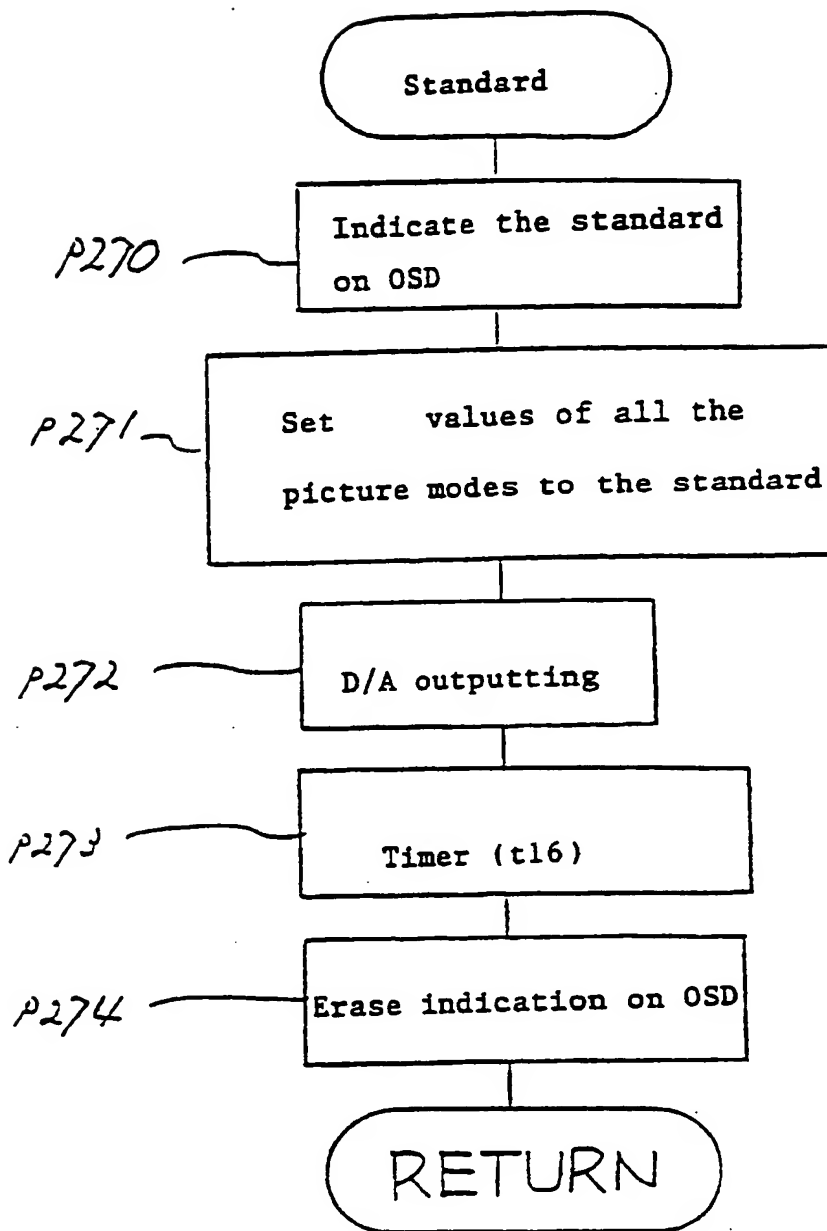 Standard
P270
Indicate the standard
on OSD
P271
Set values of all the
picture modes to the standard
P272
D/A outputting
P273
Timer (t16)
P274
Erase indication on OSD
RETURN